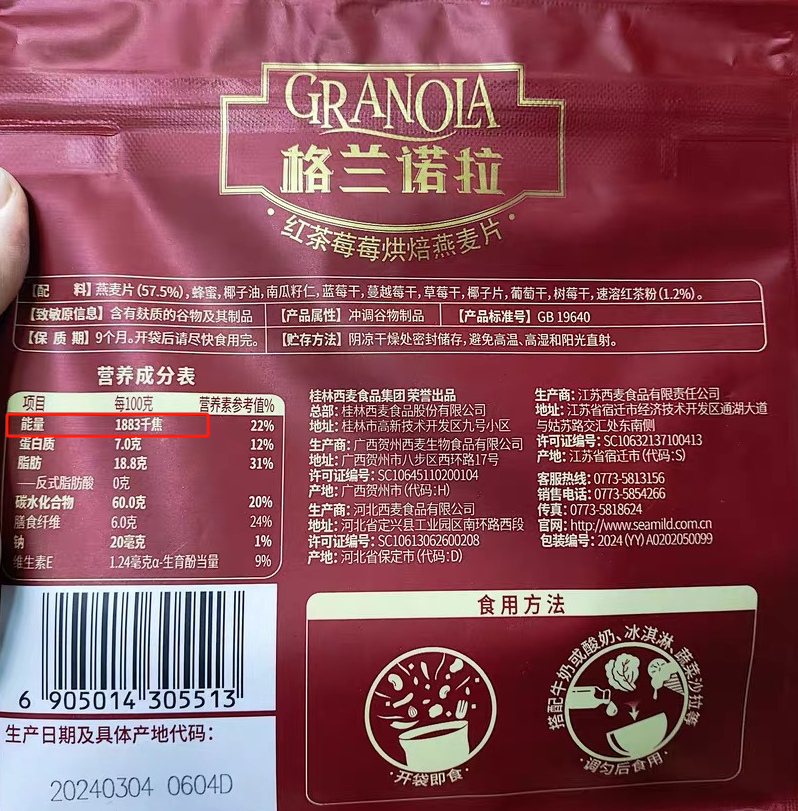 GRANOLA
格兰诺拉
红茶莓莓烘焙燕麦片
【配 料】燕麦片(57.5%),蜂蜜,椰子油,南瓜籽仁,蓝莓干,蔓越莓干,草莓干,椰子片,葡萄干,树莓干,速溶红茶粉(1.2%)。
【致敏原信息】含有麸质的谷物及其制品 【产品属性】冲调谷物制品 【产品标准号】GB 19640
【保 质 期】9个月。开袋后请尽快食用完。 【贮存方法】阴凉干燥处密封储存,避免高温、高湿和阳光直射。
营养成分表
项目 每100克 营养素参考值%
能量 1883千焦 22%
蛋白质 7.0克 12%
脂肪 18.8克 31%
——反式脂肪酸 0克
碳水化合物 60.0克 20%
膳食纤维 6.0克 24%
钠 20毫克 1%
维生素E 1.24毫克α-生育酚当量 9%
桂林西麦食品集团 荣誉出品
总部:桂林西麦食品股份有限公司
地址:桂林市高新技术开发区九号小区
生产商:广西贺州西麦生物食品有限公司
地址:广西贺州市八步区西环路17号
许可证编号:SC10645110200104
产地:广西贺州市(代码:H)
生产商:河北西麦食品有限公司
地址:河北省定兴县工业园区南环路西段
许可证编号:SC10613062600208
产地:河北省保定市(代码:D)
生产商:江苏西麦食品有限责任公司
地址:江苏省宿迁市经济技术开发区通湖大道
与姑苏路交汇处东南侧
许可证编号:SC10632137100413
产地:江苏省宿迁市(代码:S)
客服热线:0773-5813156
销售电话:0773-5854266
传真:0773-5818624
官网:http://www.seamild.com.cn
包装编号:2024(YY)A0202050099
6 905014 305513
生产日期及具体产地代码:
20240304 0604D
食用方法
开袋即食
搭配牛奶或酸奶、冰淇淋、蔬菜沙拉等
调匀后食用